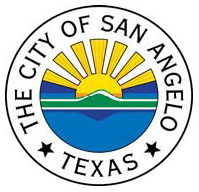 THE CITY OF SAN ANGELO
TEXAS